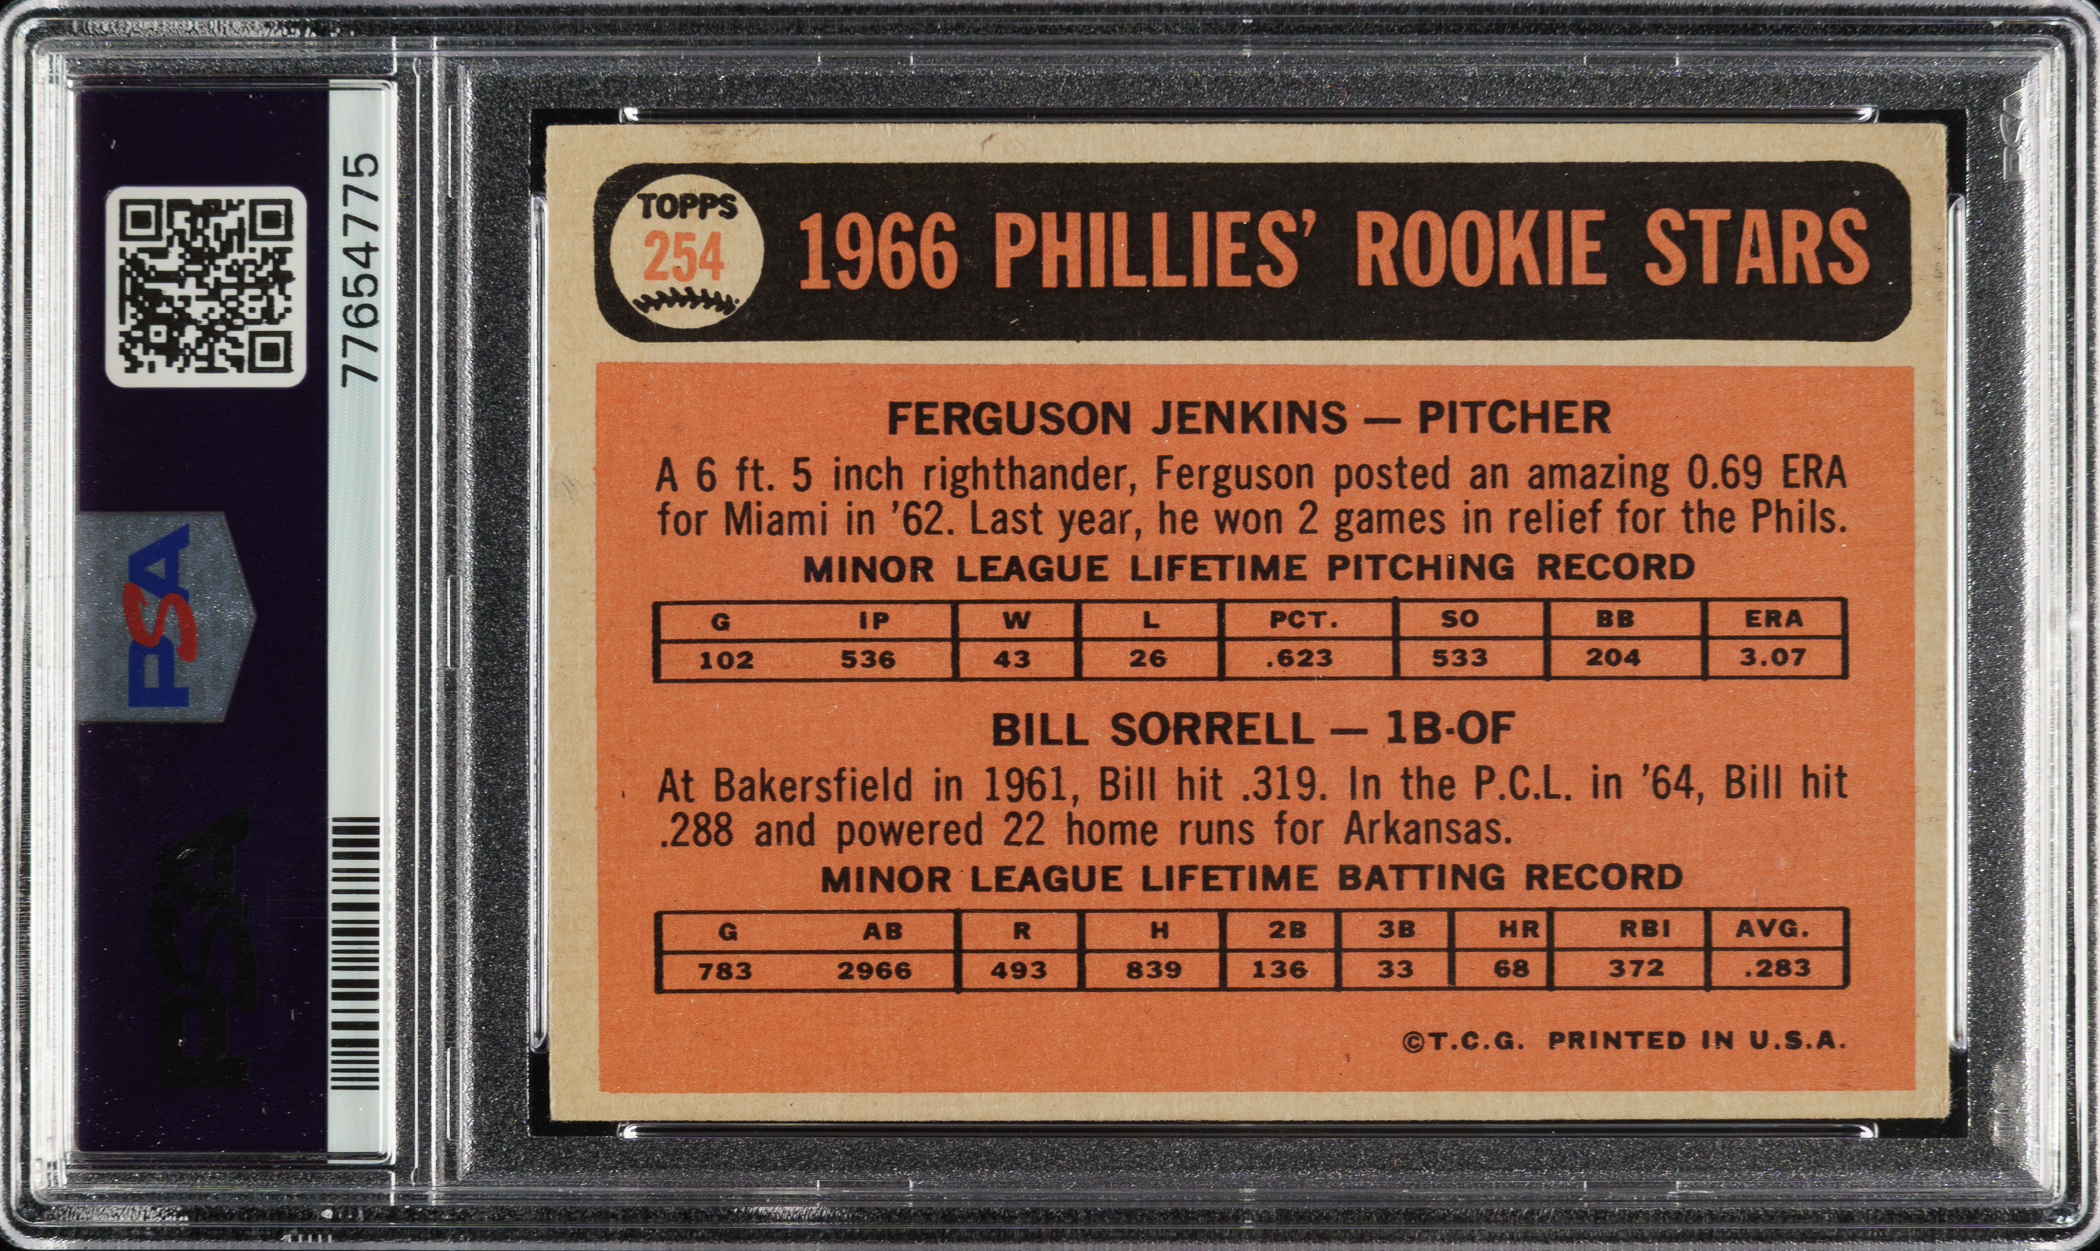 77654775
PSA
PSA
PSA
TOPPS
254
1966 PHILLIES' ROOKIE STARS
FERGUSON JENKINS — PITCHER
A 6 ft. 5 inch righthander, Ferguson posted an amazing 0.69 ERA
for Miami in '62. Last year, he won 2 games in relief for the Phils.
MINOR LEAGUE LIFETIME PITCHING RECORD
G IP W L PCT. SO BB ERA
102 536 43 26 .623 533 204 3.07
BILL SORRELL — 1B-OF
At Bakersfield in 1961, Bill hit .319. In the P.C.L. in '64, Bill hit
.288 and powered 22 home runs for Arkansas.
MINOR LEAGUE LIFETIME BATTING RECORD
G AB R H 2B 3B HR RBI AVG.
783 2966 493 839 136 33 68 372 .283
©T.C.G. PRINTED IN U.S.A.